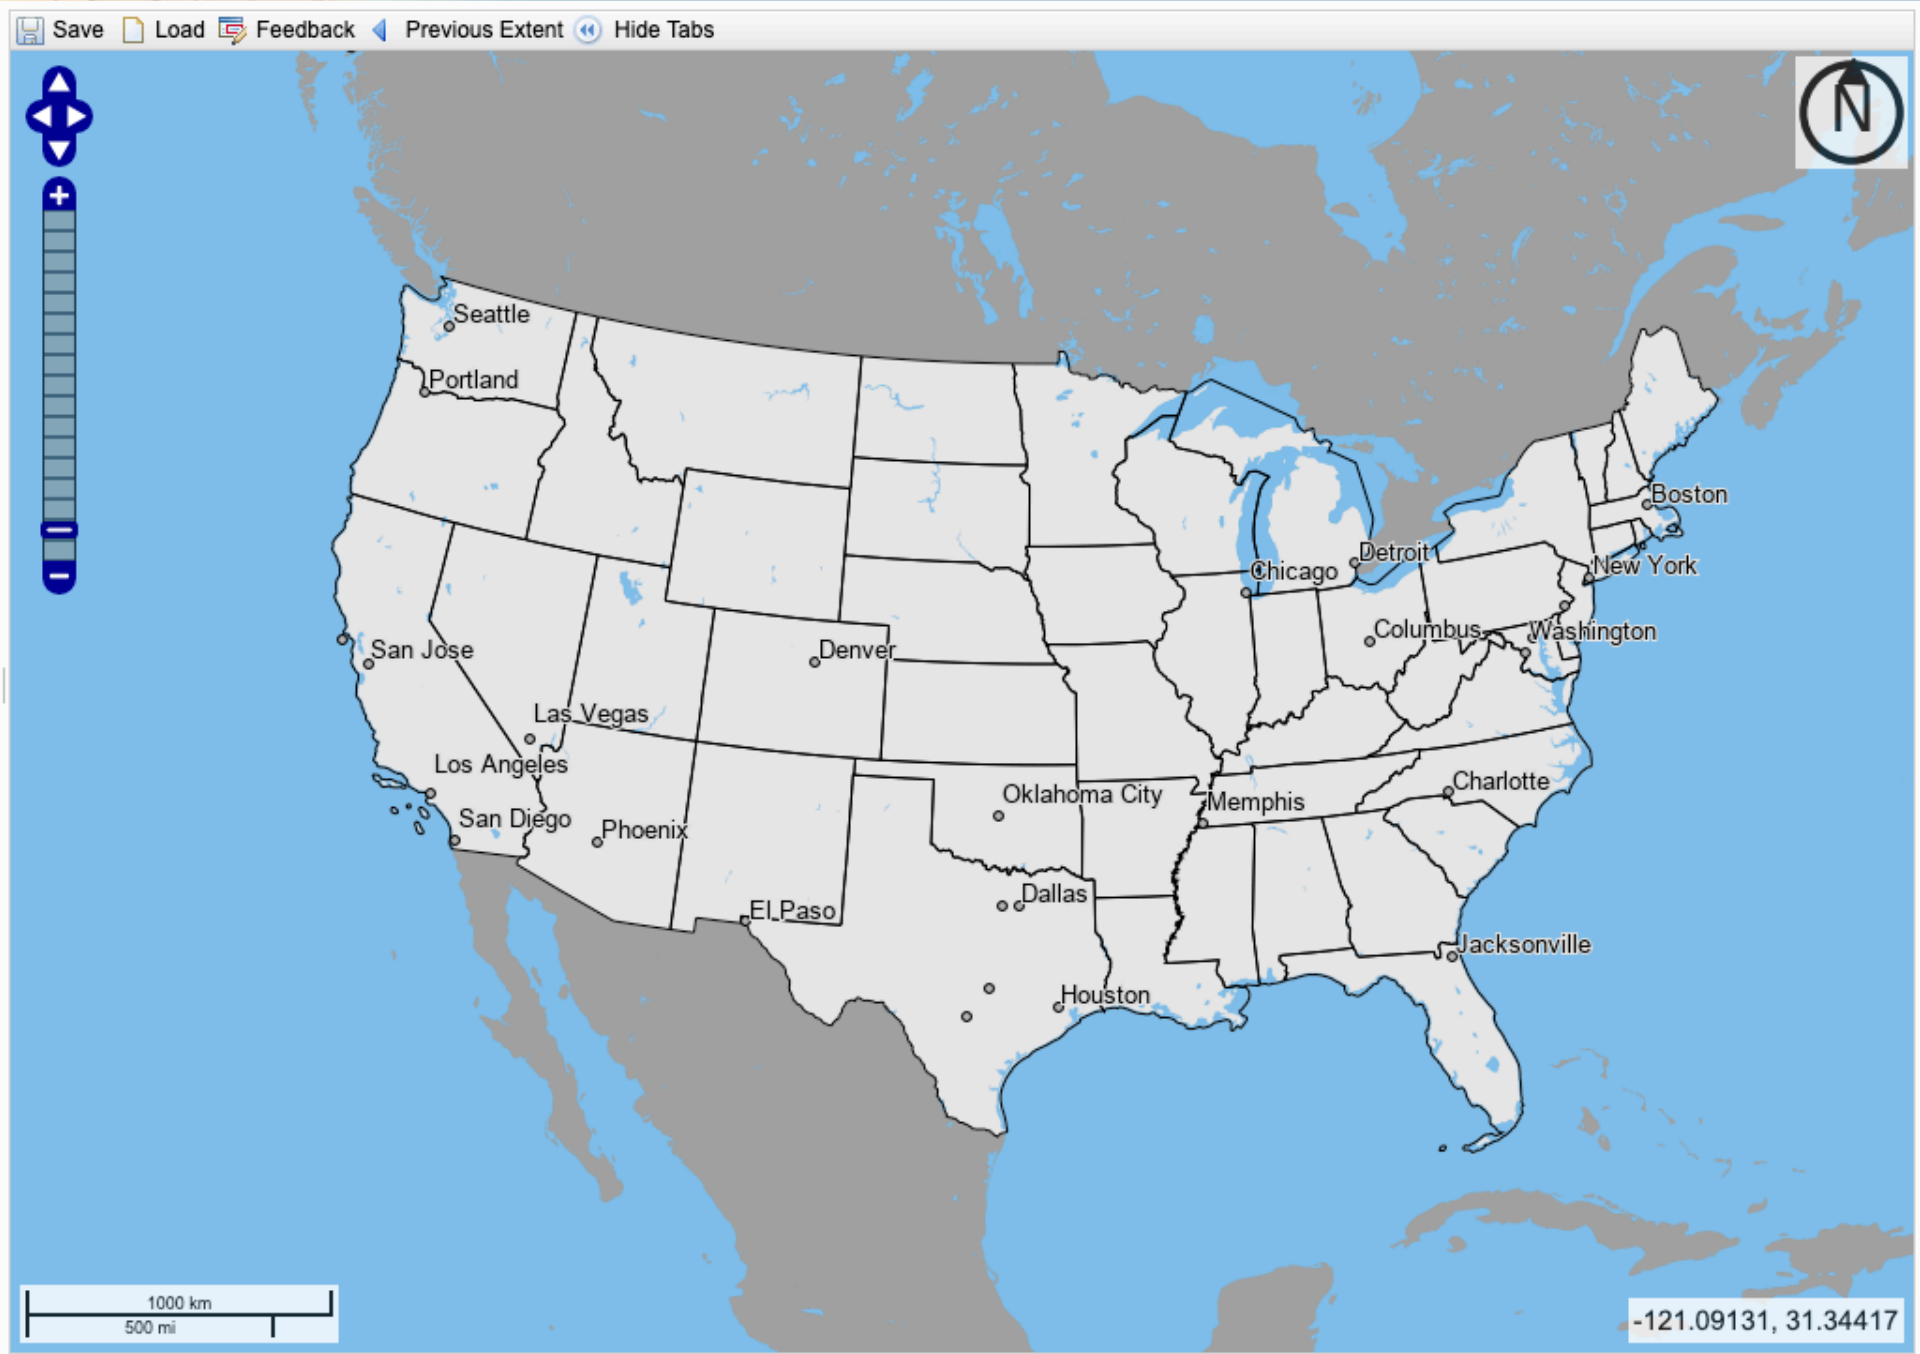 Save Load Feedback Previous Extent Hide Tabs
N
Seattle
Portland
Boston
Detroit
New York
Chicago
Columbus
Washington
San Jose
Denver
Las Vegas
Los Angeles
Charlotte
Oklahoma City
Memphis
San Diego
Phoenix
Dallas
El Paso
Jacksonville
Houston
1000 km
500 mi
-121.09131, 31.34417